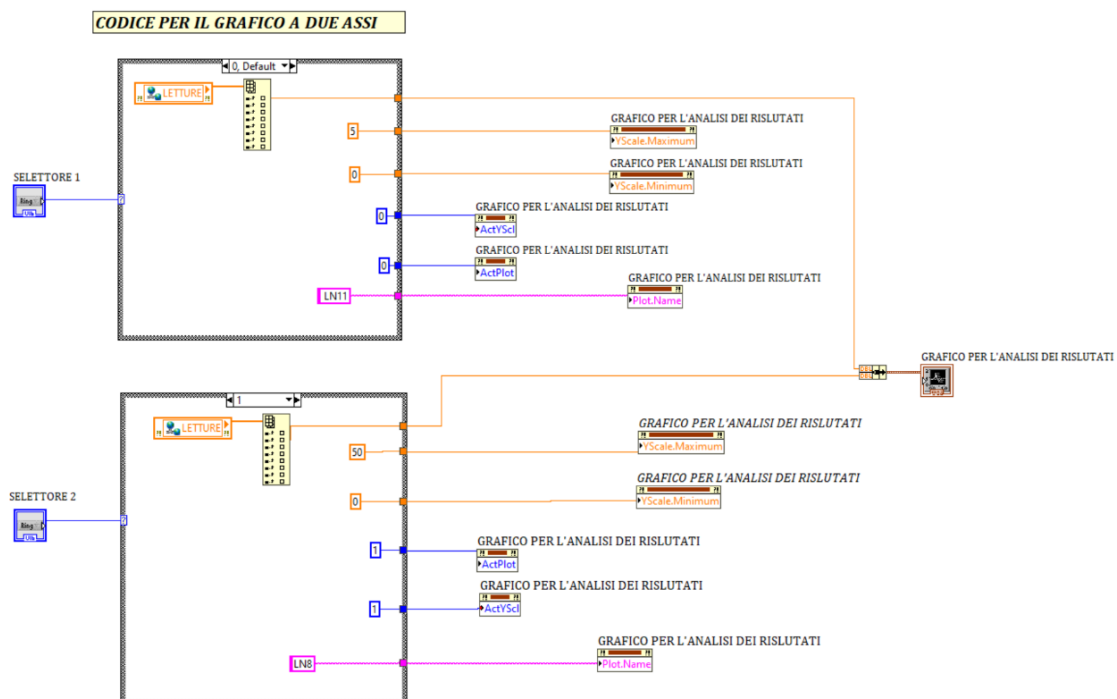 CODICE PER IL GRAFICO A DUE ASSI
0, Default
LETTURE
GRAFICO PER L'ANALISI DEI RISLUTATI
5
YScale.Maximum
GRAFICO PER L'ANALISI DEI RISLUTATI
0
YScale.Minimum
SELETTORE 1
Ring
GRAFICO PER L'ANALISI DEI RISLUTATI
0
ActYScl
GRAFICO PER L'ANALISI DEI RISLUTATI
0
ActPlot
GRAFICO PER L'ANALISI DEI RISLUTATI
LN11
Plot.Name
GRAFICO PER L'ANALISI DEI RISLUTATI
1
LETTURE
GRAFICO PER L'ANALISI DEI RISLUTATI
50
YScale.Maximum
GRAFICO PER L'ANALISI DEI RISLUTATI
0
YScale.Minimum
SELETTORE 2
Ring
GRAFICO PER L'ANALISI DEI RISLUTATI
1
ActPlot
GRAFICO PER L'ANALISI DEI RISLUTATI
1
ActYScl
GRAFICO PER L'ANALISI DEI RISLUTATI
LN8
Plot.Name